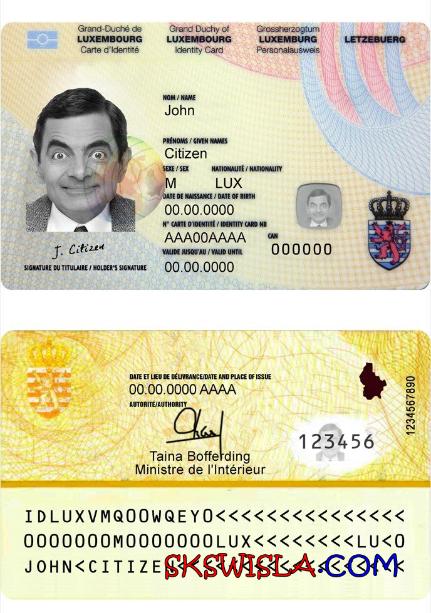 Grand-Duché de
LUXEMBOURG
Carte d'Identité
Grand Duchy of
LUXEMBOURG
Identity Card
Grossherzogtum
LUXEMBURG
Personalausweis
LETZEBUERG
NOM / NAME
John
PRÉNOMS / GIVEN NAMES
Citizen
SEXE / SEX NATIONALITÉ / NATIONALITY
M LUX
DATE DE NAISSANCE / DATE OF BIRTH
00.00.0000
N° CARTE D'IDENTITÉ / IDENTITY CARD NB CAN
AAA00AAAA 000000
VALIDE JUSQU'AU / VALID UNTIL
00.00.0000
J. Citizen
SIGNATURE DU TITULAIRE / HOLDER'S SIGNATURE
DATE ET LIEU DE DÉLIVRANCE/DATE AND PLACE OF ISSUE
00.00.0000 AAAA
AUTORITÉ/AUTHORITY
Taina Bofferding
Ministre de l'Intérieur
123456
1234567890
IDLUXVMQOOWQEYO<<<<<<<<<<<<<<<
OOOOOOOMOOOOOOOLUX<<<<<<<<LU<O
JOHN<CITIZEN<<<<<<<<<<<<<<<<<<
SKSWISLA.COM